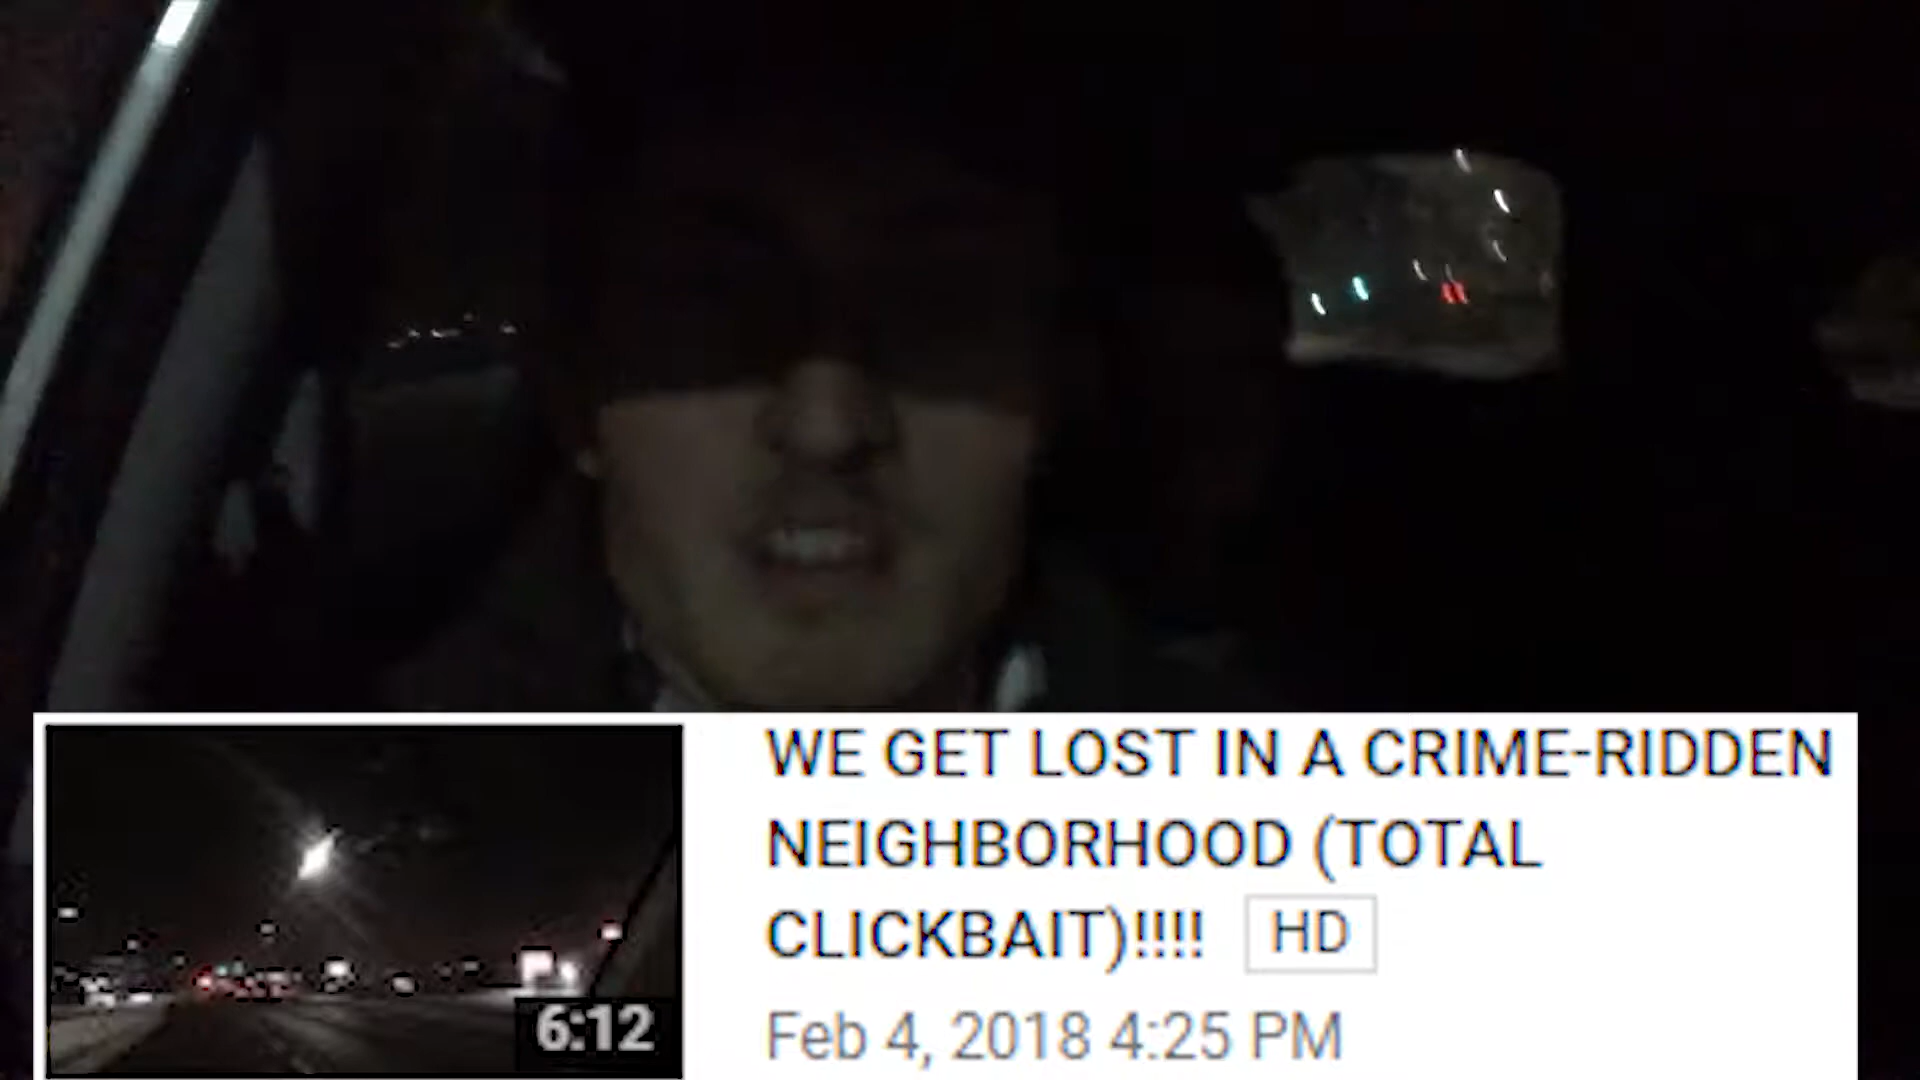 WE GET LOST IN A CRIME-RIDDEN
NEIGHBORHOOD (TOTAL
CLICKBAIT)!!!! HD
6:12
Feb 4, 2018 4:25 PM